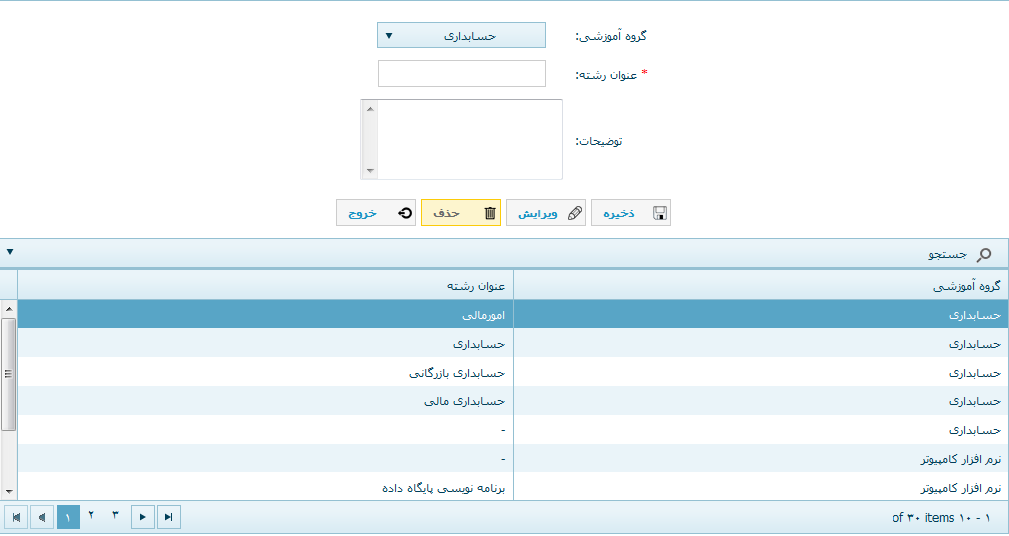 گروه آموزشی: حسابداری
* عنوان رشته:
توضیحات:
ذخیره ویرایش حذف خروج
جستجو
گروه آموزشی عنوان رشته
حسابداری امورمالی
حسابداری حسابداری
حسابداری حسابداری بازرگانی
حسابداری حسابداری مالی
حسابداری -
نرم افزار کامپیوتر -
نرم افزار کامپیوتر برنامه نویسی پایگاه داده
۱ - ۱۰ of ۳۰ items ۳ ۲ ۱